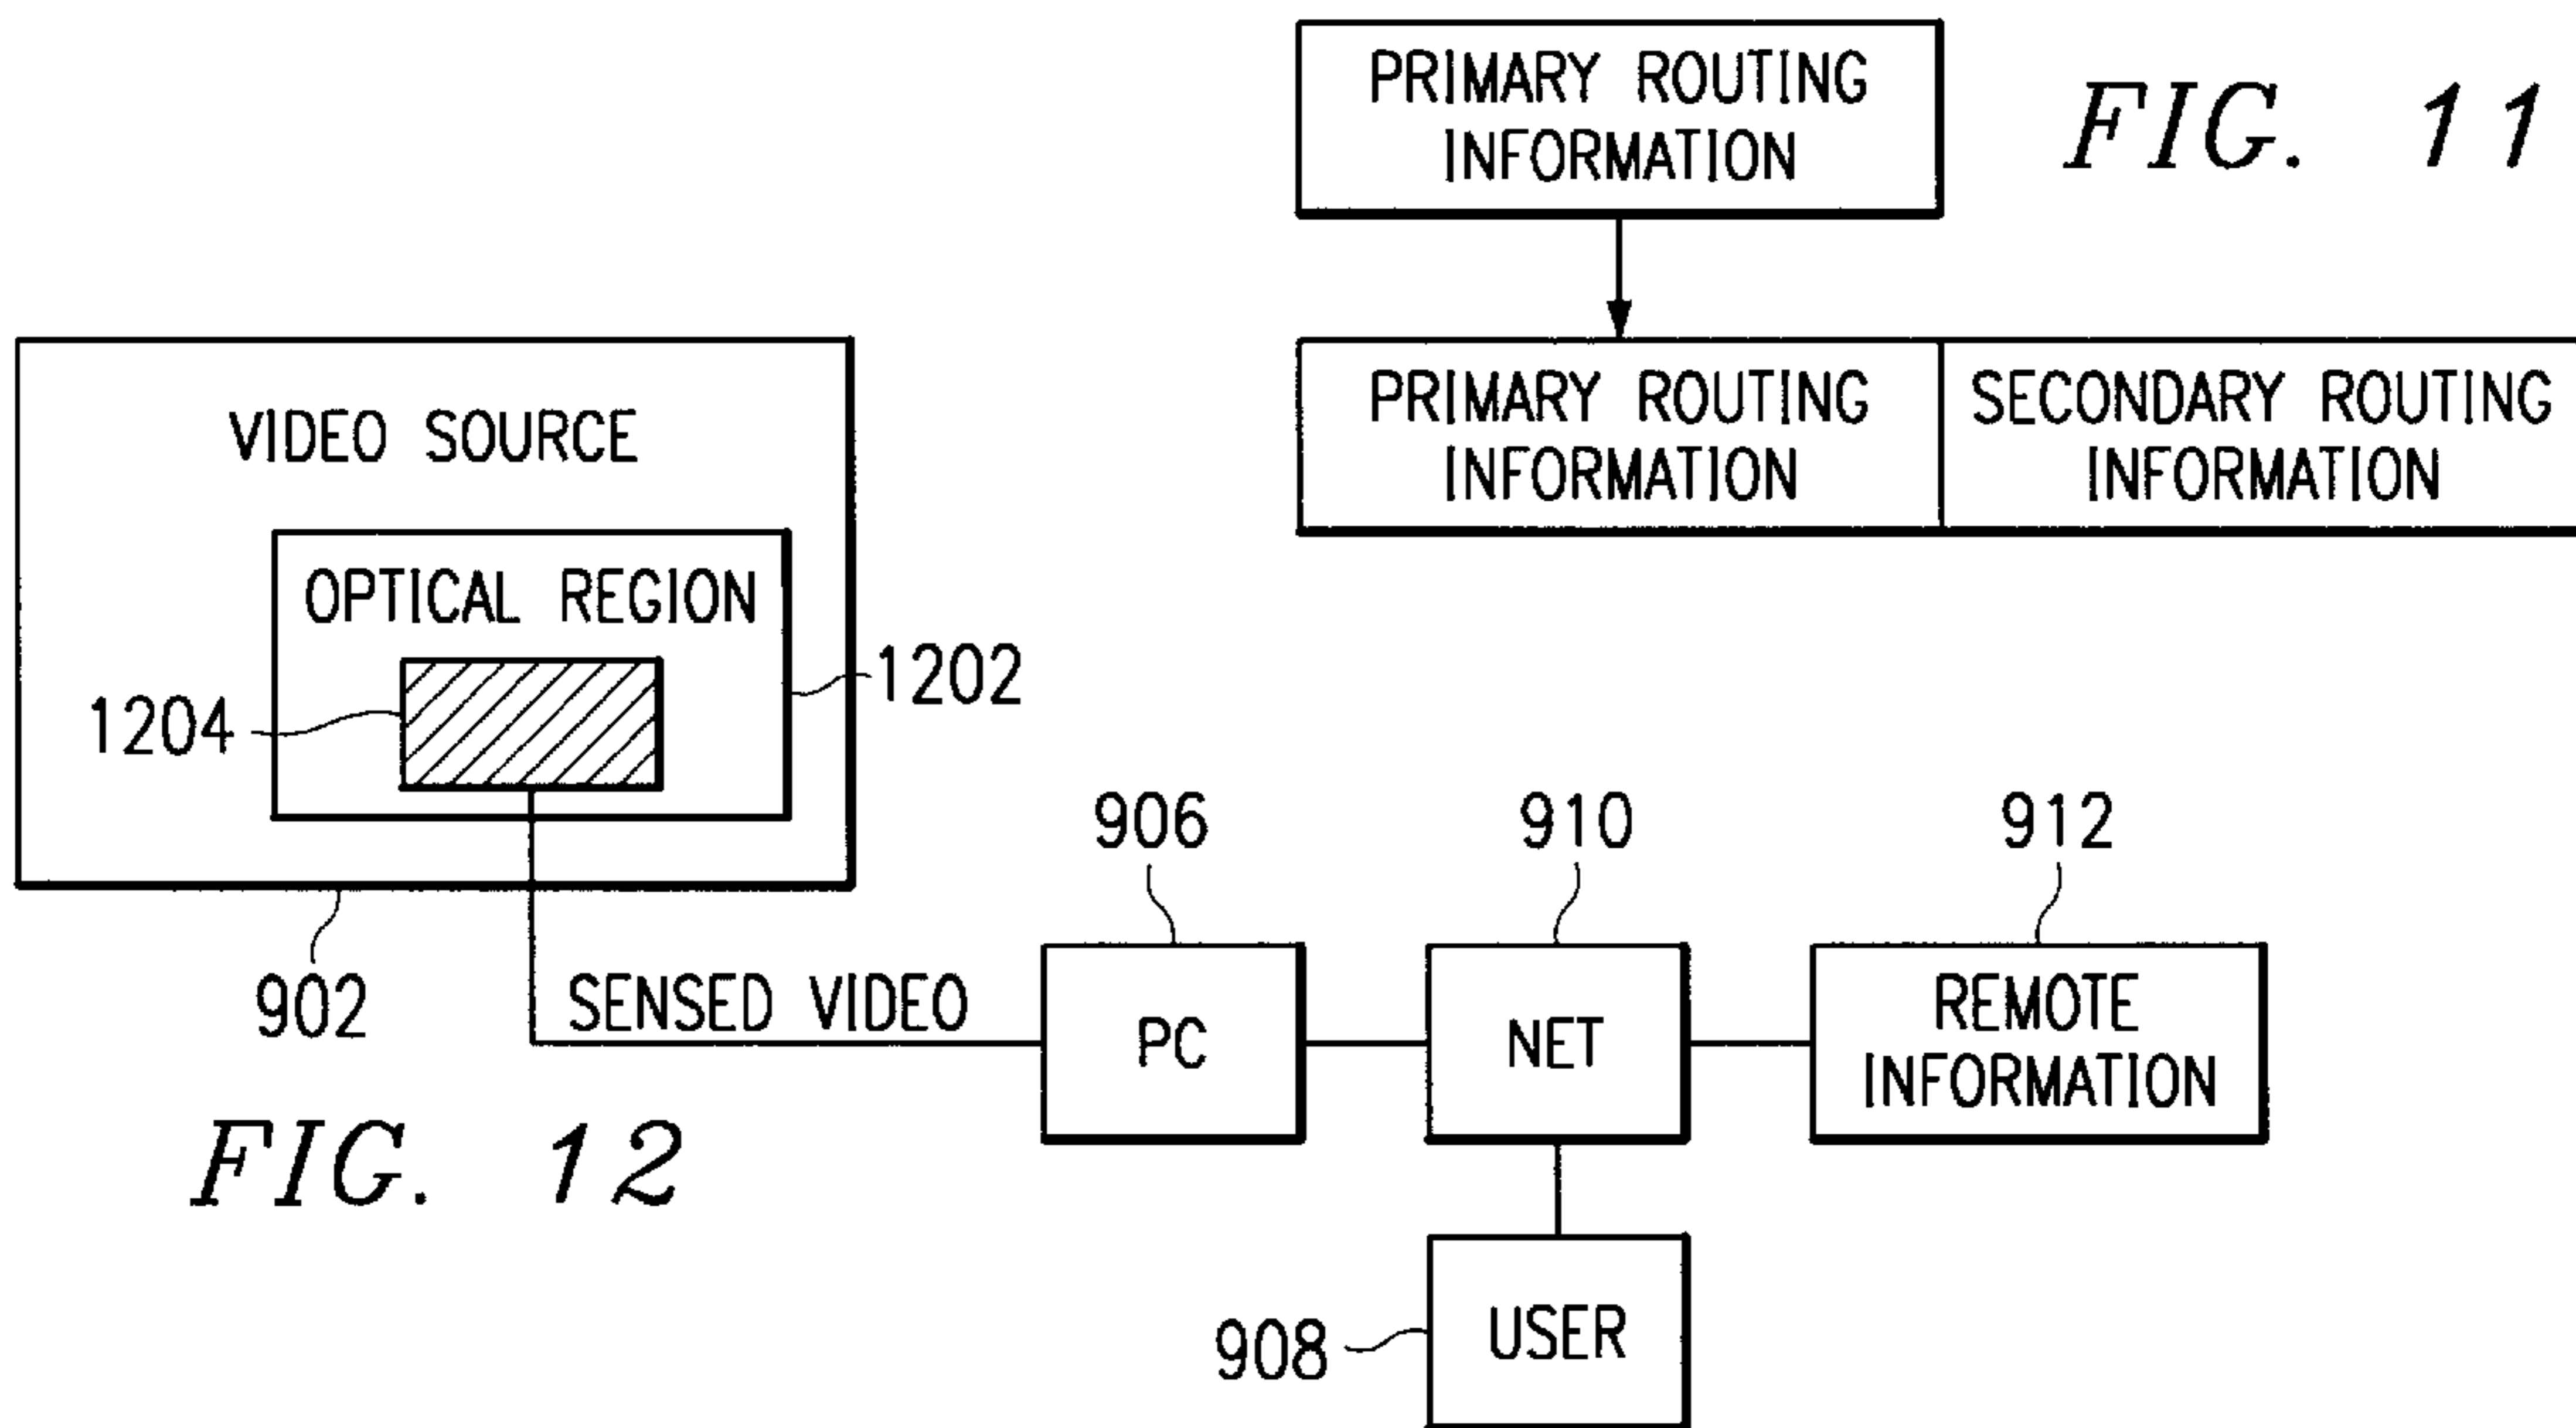 PRIMARY ROUTING
INFORMATION
FIG. 11
PRIMARY ROUTING
INFORMATION
SECONDARY ROUTING
INFORMATION
VIDEO SOURCE
OPTICAL REGION
1202
1204
902
SENSED VIDEO
906
PC
910
NET
912
REMOTE
INFORMATION
908
USER
FIG. 12